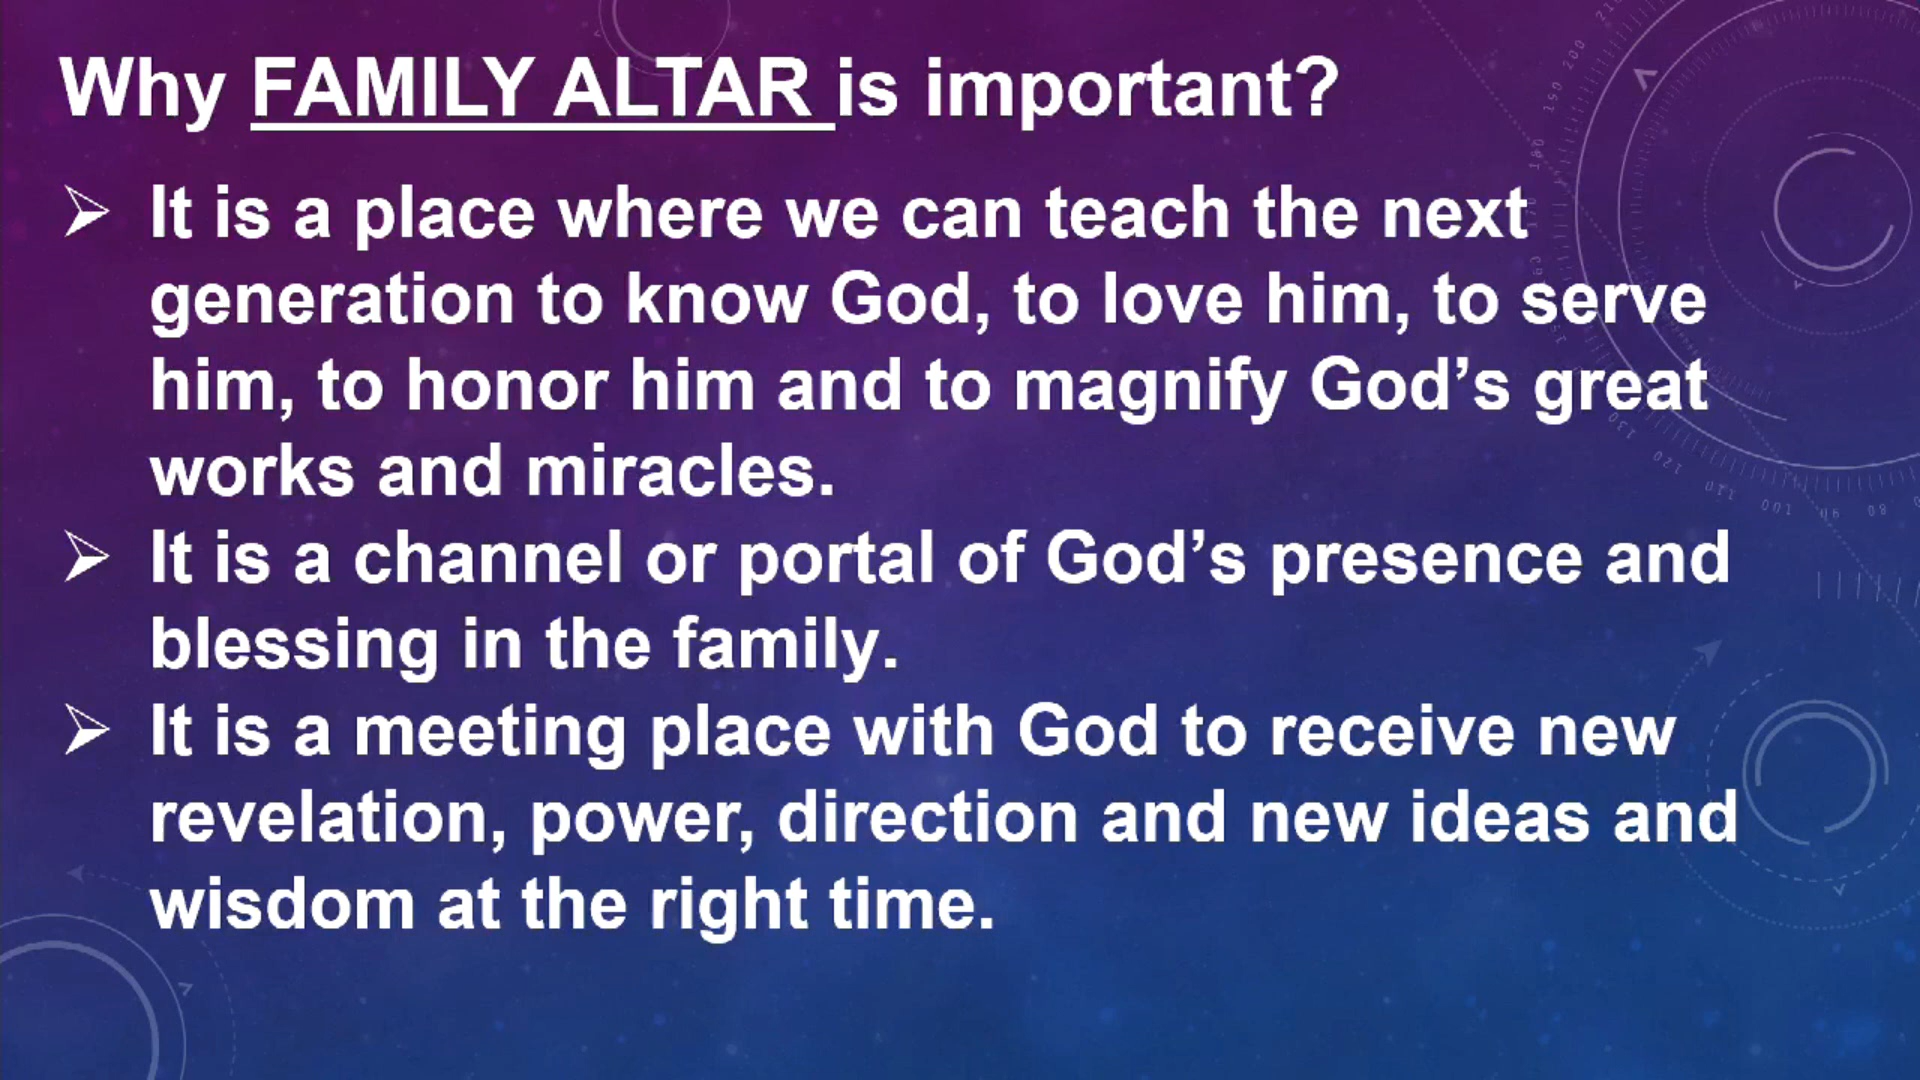 Why FAMILY ALTAR is important?
➢ It is a place where we can teach the next
generation to know God, to love him, to serve
him, to honor him and to magnify God’s great
works and miracles.
➢ It is a channel or portal of God’s presence and
blessing in the family.
➢ It is a meeting place with God to receive new
revelation, power, direction and new ideas and
wisdom at the right time.